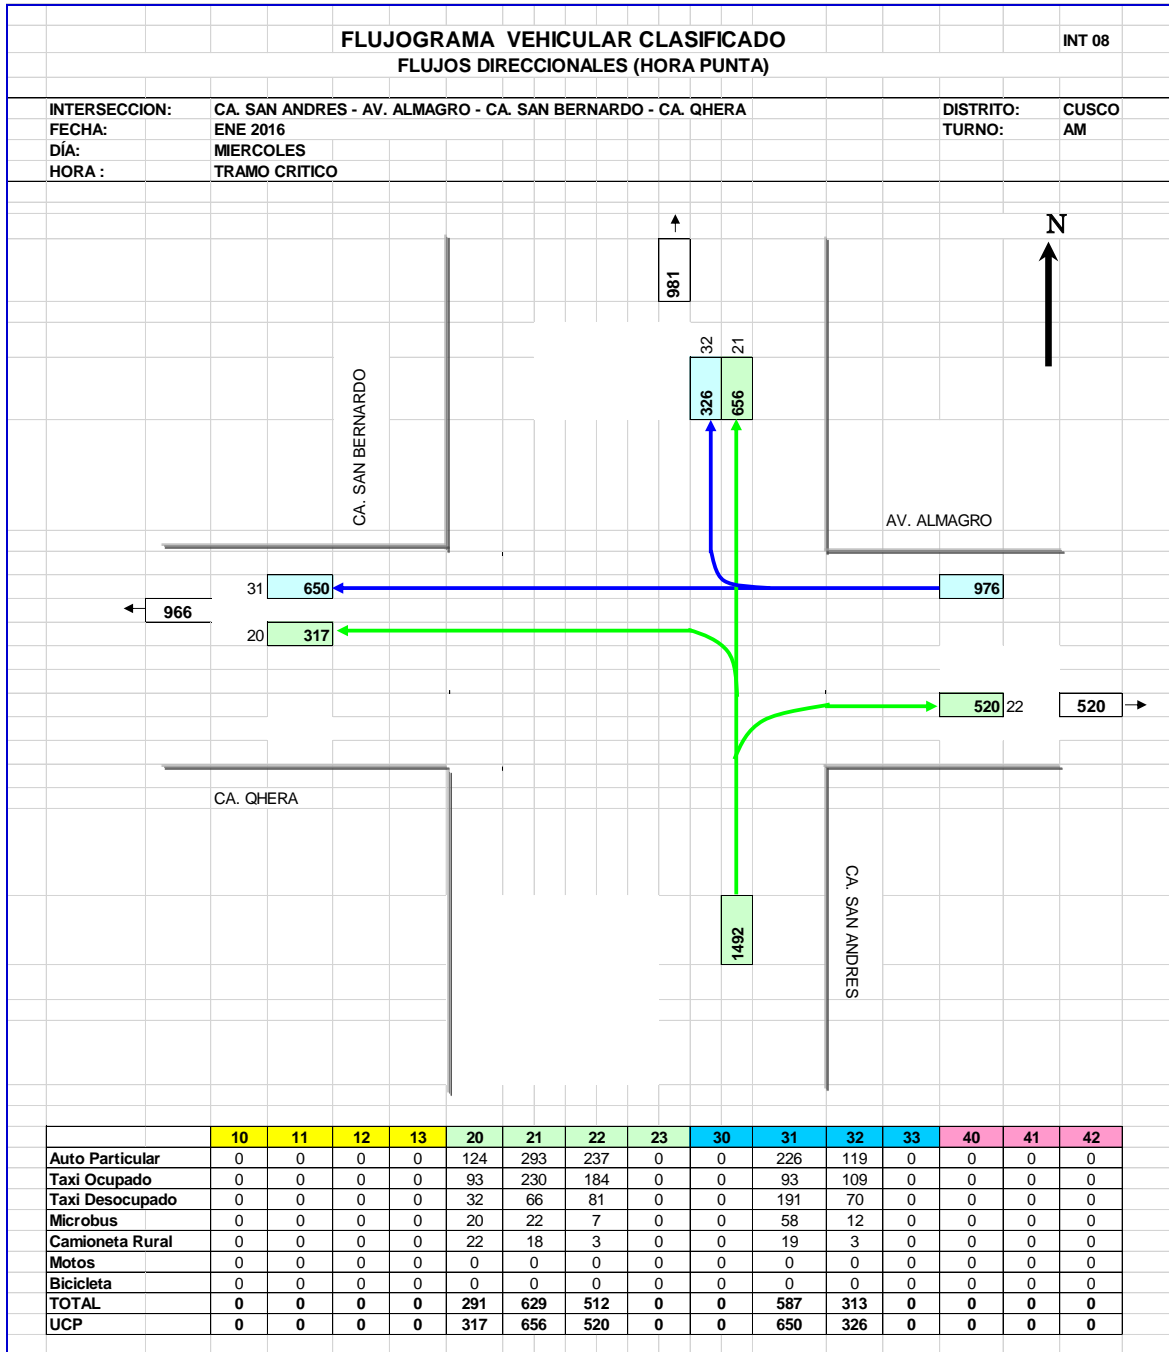 FLUJOGRAMA VEHICULAR CLASIFICADO
INT 08
FLUJOS DIRECCIONALES (HORA PUNTA)
INTERSECCION: CA. SAN ANDRES - AV. ALMAGRO - CA. SAN BERNARDO - CA. QHERA DISTRITO: CUSCO
FECHA: ENE 2016 TURNO: AM
DÍA: MIERCOLES
HORA : TRAMO CRITICO
N
981
32 21
326 656
CA. SAN BERNARDO
AV. ALMAGRO
31 650 976
966
20 317
520 22 520
CA. QHERA
CA. SAN ANDRES
1492
10 11 12 13 20 21 22 23 30 31 32 33 40 41 42
Auto Particular 0 0 0 0 124 293 237 0 0 226 119 0 0 0 0
Taxi Ocupado 0 0 0 0 93 230 184 0 0 93 109 0 0 0 0
Taxi Desocupado 0 0 0 0 32 66 81 0 0 191 70 0 0 0 0
Microbus 0 0 0 0 20 22 7 0 0 58 12 0 0 0 0
Camioneta Rural 0 0 0 0 22 18 3 0 0 19 3 0 0 0 0
Motos 0 0 0 0 0 0 0 0 0 0 0 0 0 0 0
Bicicleta 0 0 0 0 0 0 0 0 0 0 0 0 0 0 0
TOTAL 0 0 0 0 291 629 512 0 0 587 313 0 0 0 0
UCP 0 0 0 0 317 656 520 0 0 650 326 0 0 0 0